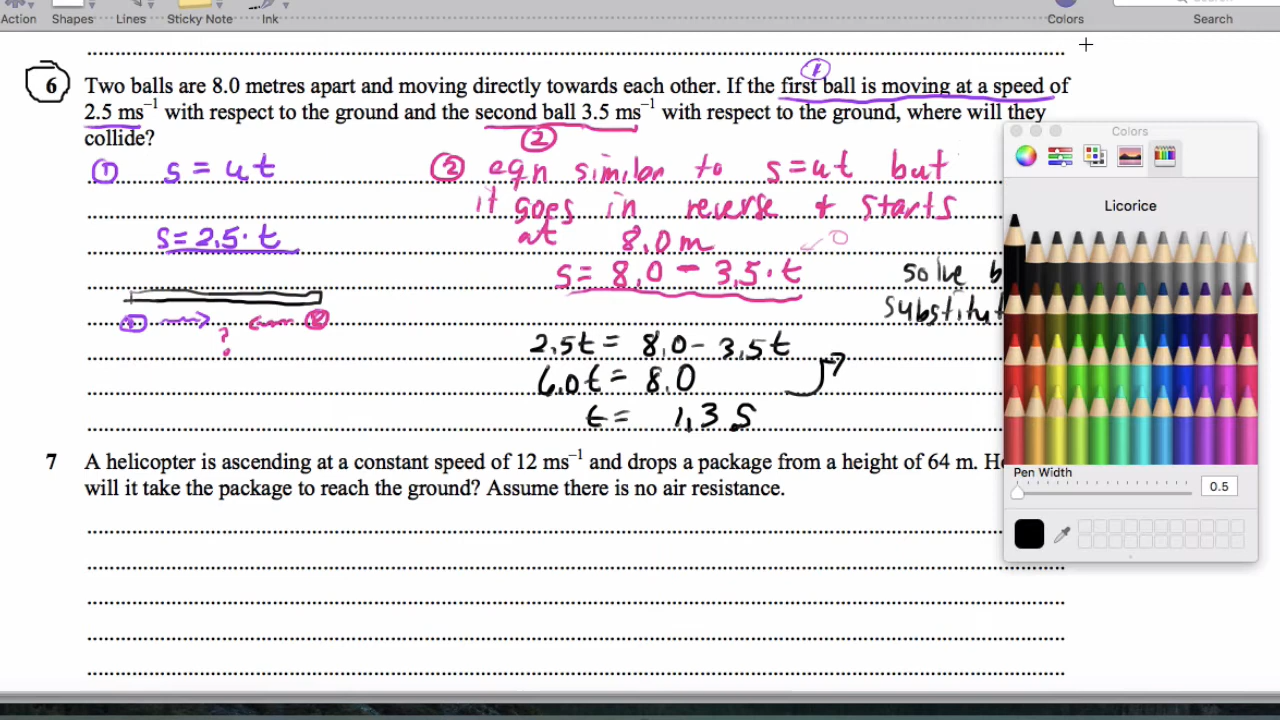 Action Shapes Lines Sticky Note Ink Colors Search
6 Two balls are 8.0 metres apart and moving directly towards each other. If the first ball is moving at a speed of
2.5 ms⁻¹ with respect to the ground and the second ball 3.5 ms⁻¹ with respect to the ground, where will they
collide?
1
2
① s = ut
s = 2.5 · t
② eqn similar to s = ut but
it goes in reverse + starts
at 8.0 m
s = 8.0 - 3.5 · t
solve
?
2.5t = 8.0 - 3.5t
6.0t = 8.0
t = 1.3 s
7 A helicopter is ascending at a constant speed of 12 ms⁻¹ and drops a package from a height of 64 m.
will it take the package to reach the ground? Assume there is no air resistance.
Colors
Licorice
Pen Width
0.5